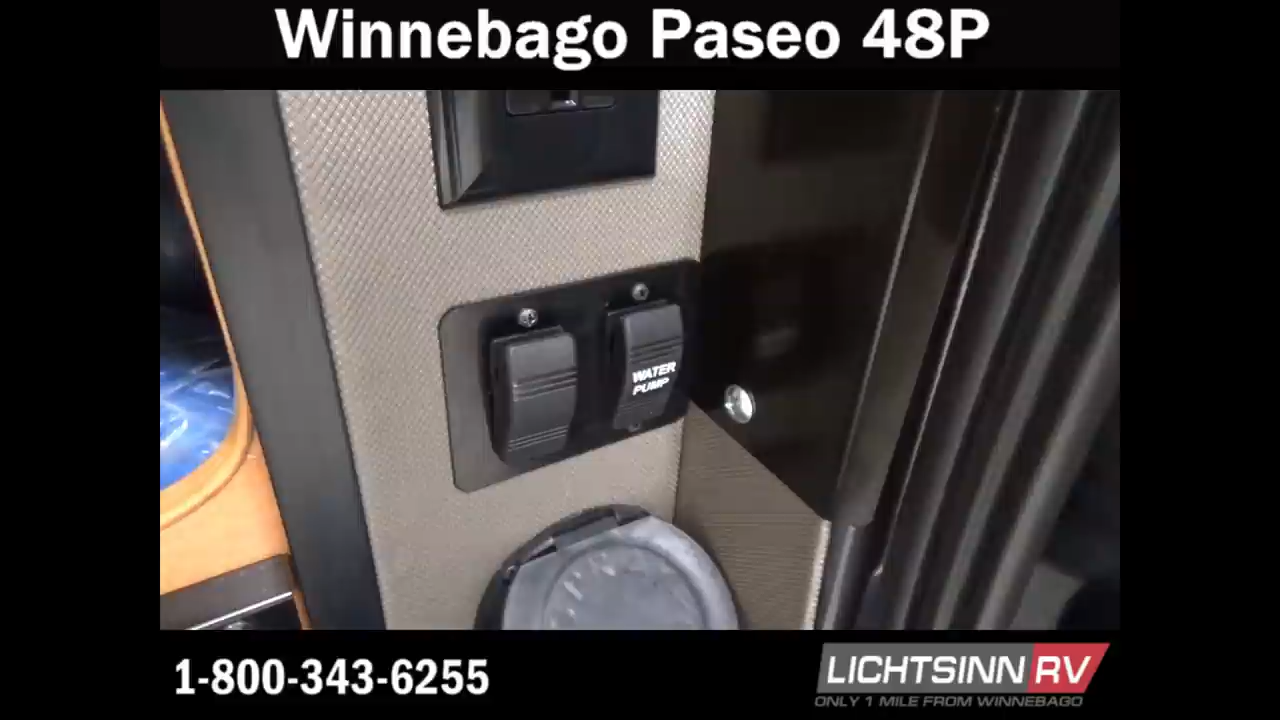 Winnebago Paseo 48P
WATER
PUMP
1-800-343-6255
LICHTSINN RV
ONLY 1 MILE FROM WINNEBAGO